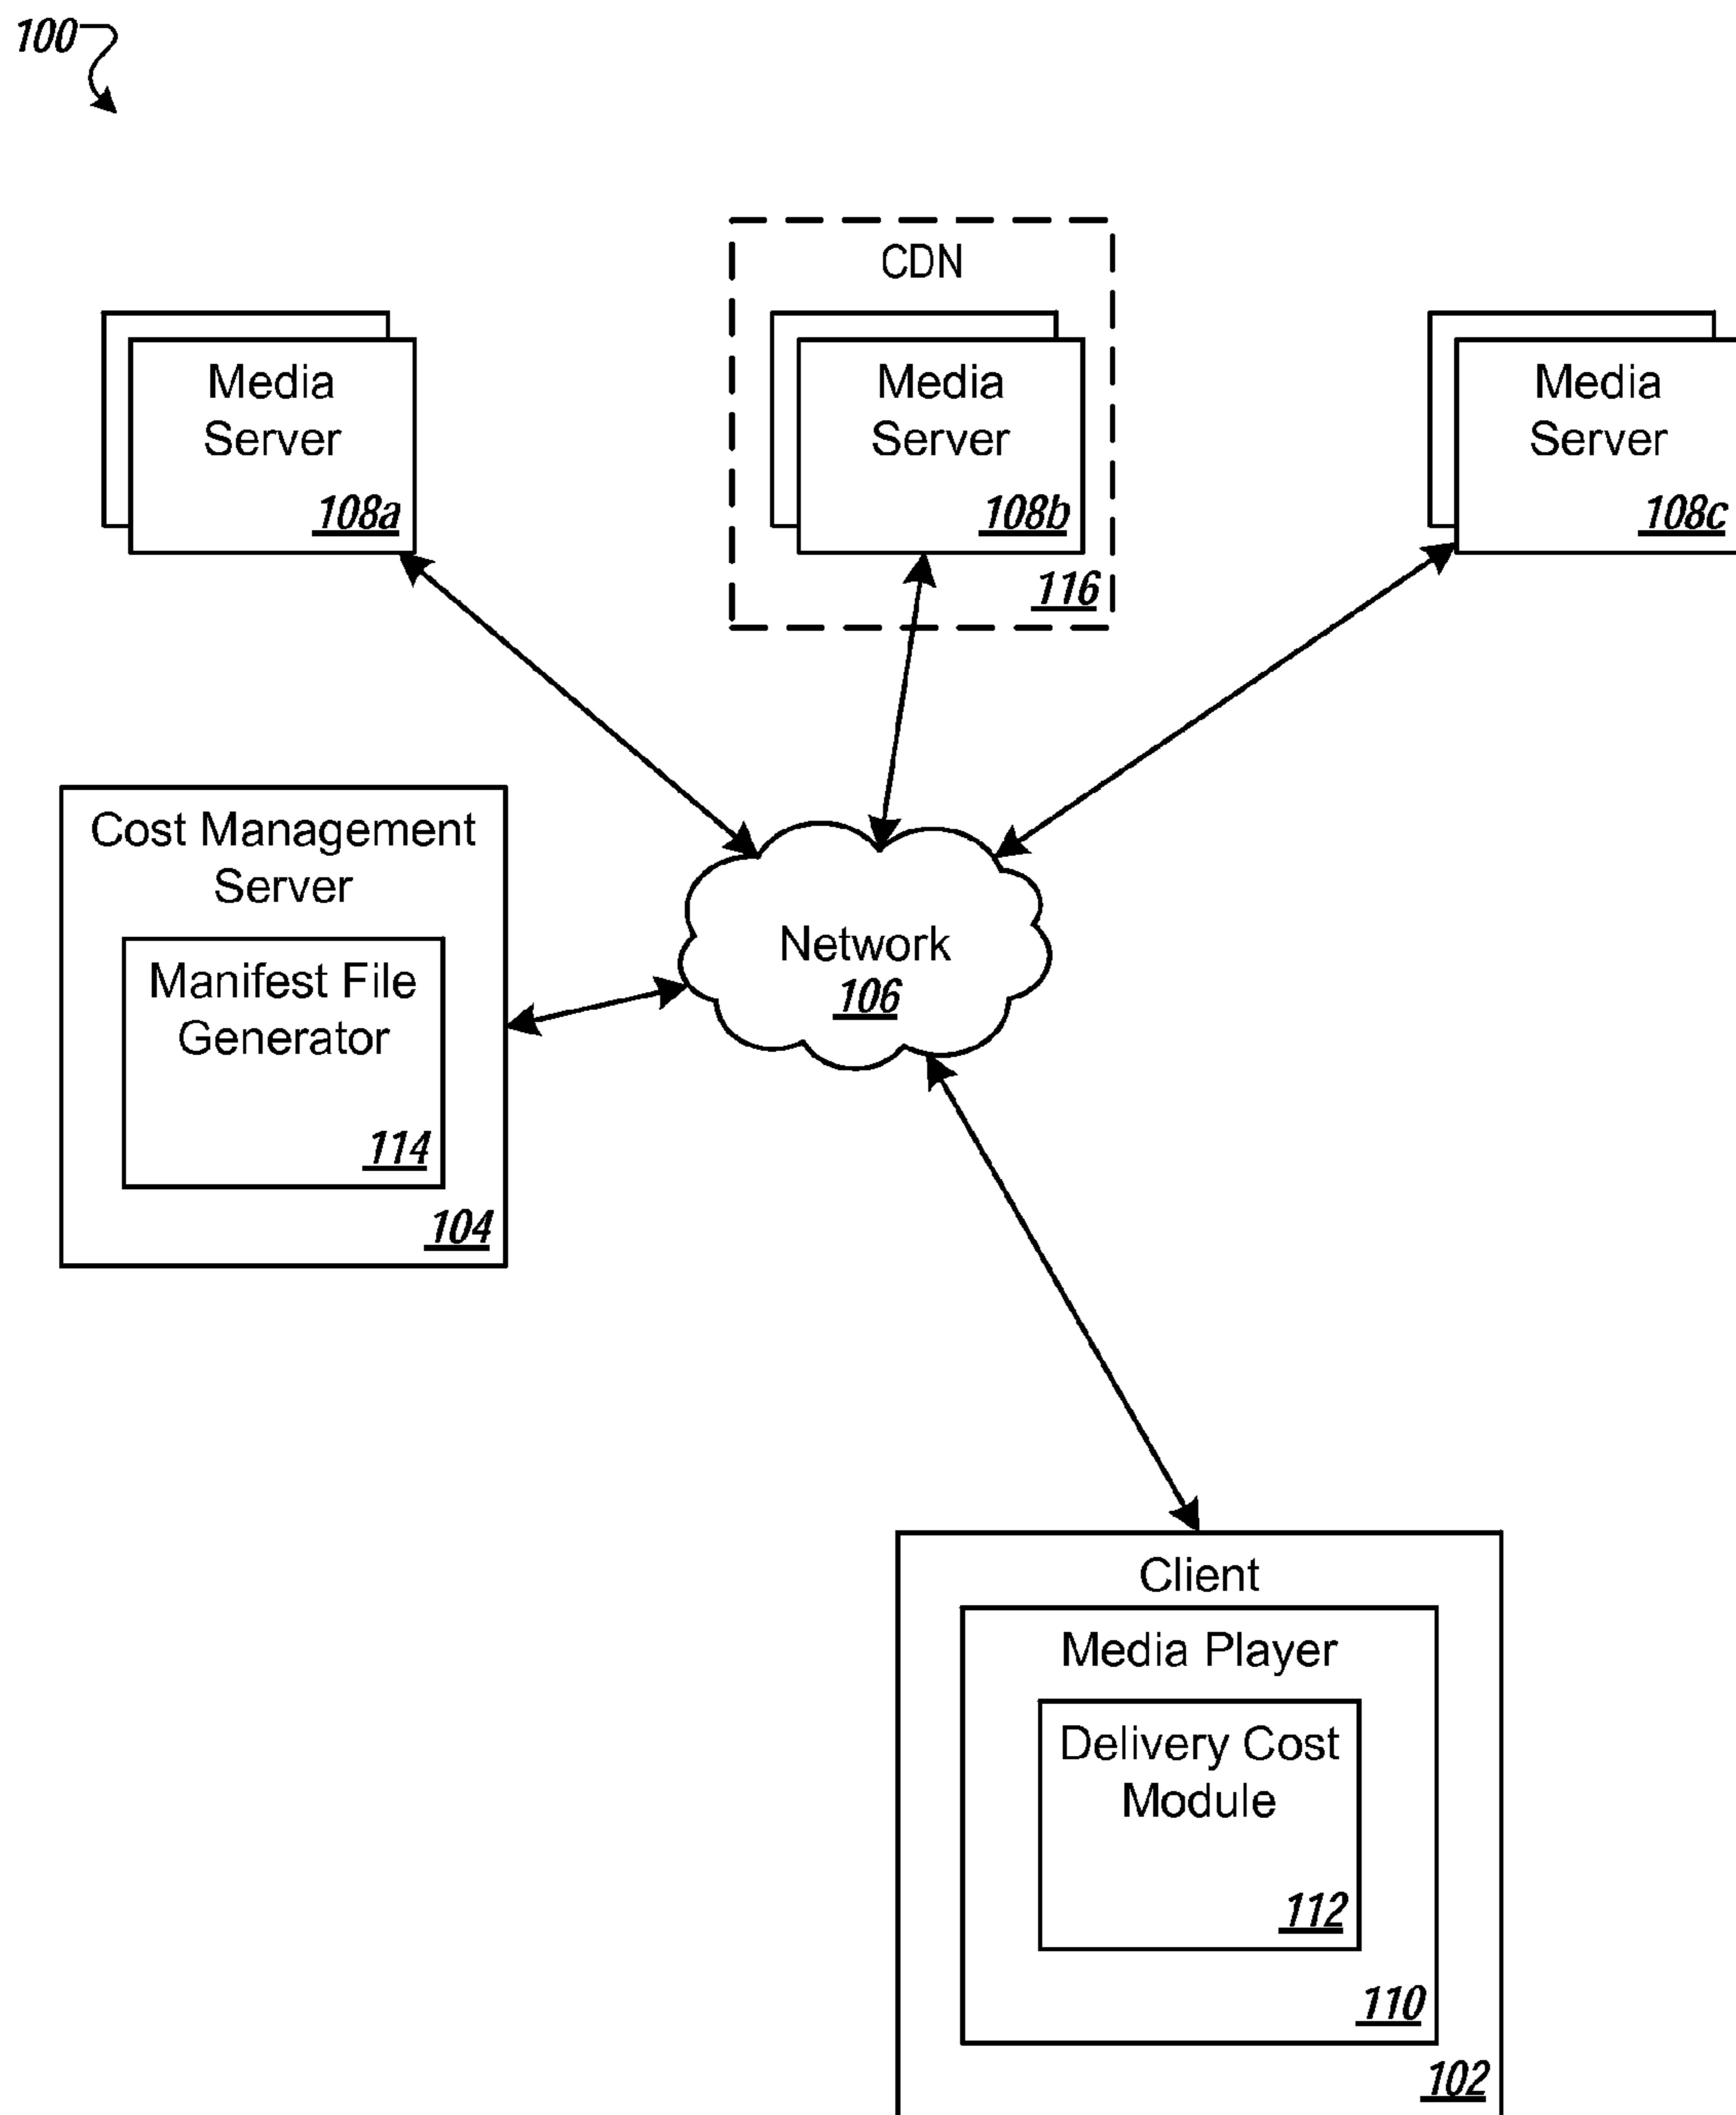 100
CDN
Media
Server
108a
Media
Server
108b
116
Media
Server
108c
Cost Management
Server
Manifest File
Generator
114
104
Network
106
Client
Media Player
Delivery Cost
Module
112
110
102